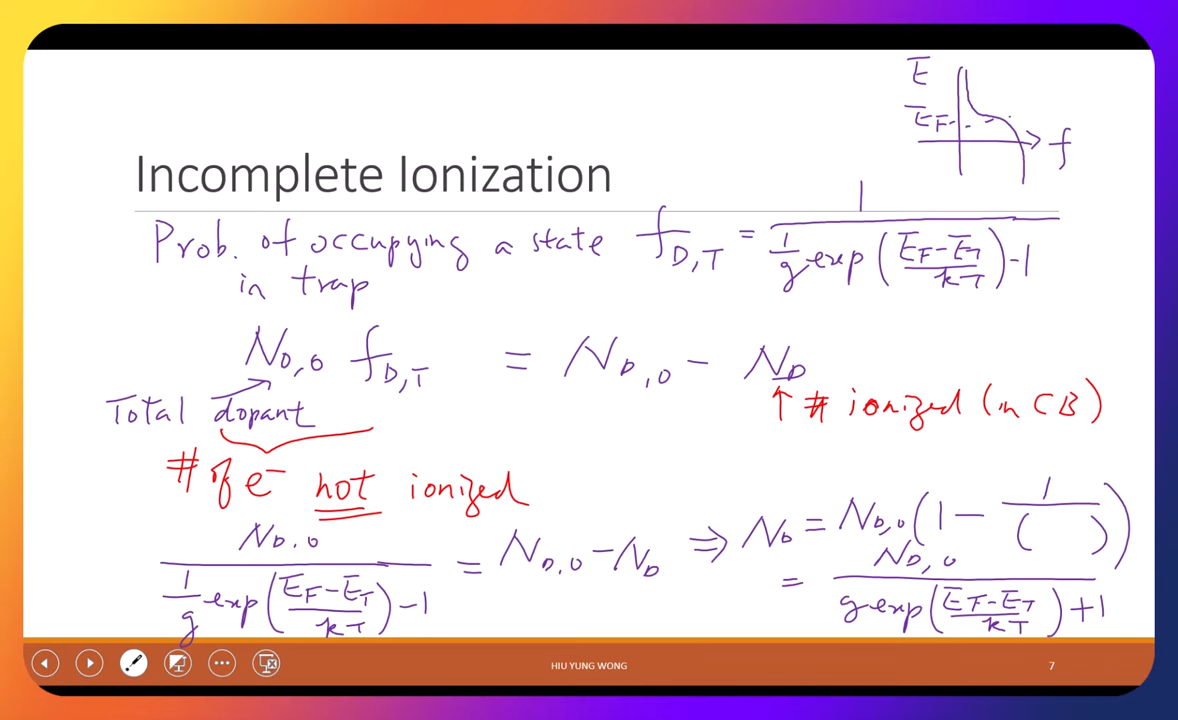 E
E_F
f
Incomplete Ionization
Prob. of occupying a state in trap f_{D,T} = 1 / ( 1/g exp( (E_F - E_T) / kT ) - 1 )
N_{D,0} f_{D,T} = N_{D,0} - N_D
Total dopant
↑ # ionized (in CB)
# of e^- not ionized
N_{D,0} / ( 1/g exp( (E_F - E_T) / kT ) - 1 ) = N_{D,0} - N_D ⇒ N_D = N_{D,0} ( 1 - 1 / ( ) )
= N_{D,0} / ( g exp( (E_F - E_T) / kT ) + 1 )
HIU YUNG WONG
7